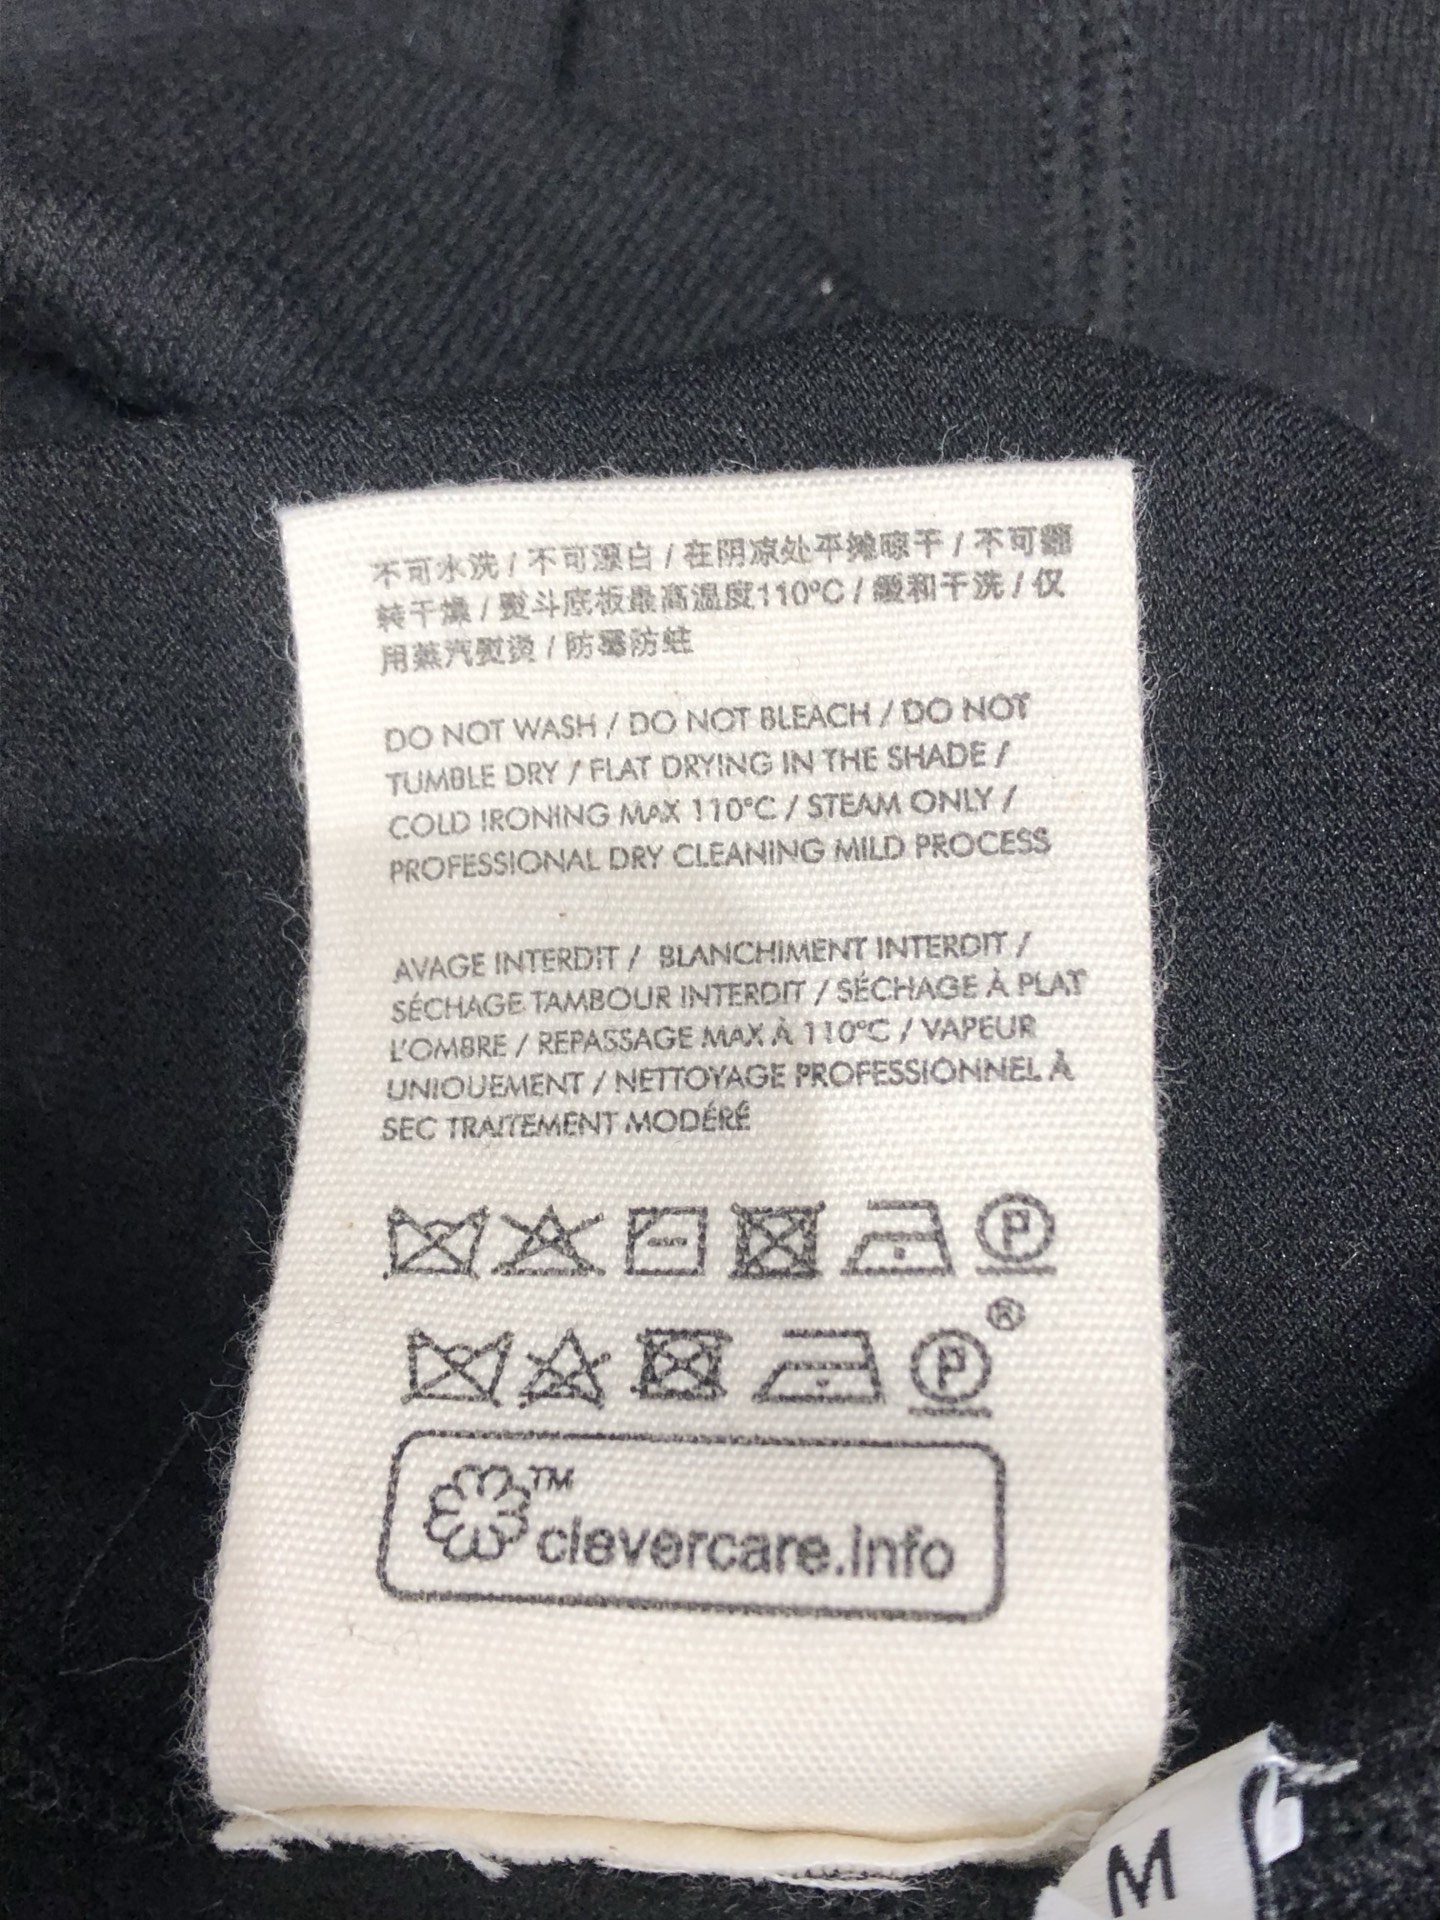 不可水洗 / 不可漂白 / 在阴凉处平摊晾干 / 不可翻
转干燥 / 熨斗底板最高温度110ºC / 缓和干洗 / 仅
用蒸汽熨烫 / 防霉防蛀
DO NOT WASH / DO NOT BLEACH / DO NOT
TUMBLE DRY / FLAT DRYING IN THE SHADE /
COLD IRONING MAX 110°C / STEAM ONLY /
PROFESSIONAL DRY CLEANING MILD PROCESS
AVAGE INTERDIT / BLANCHIMENT INTERDIT /
SÉCHAGE TAMBOUR INTERDIT / SÉCHAGE À PLAT
L'OMBRE / REPASSAGE MAX À 110°C / VAPEUR
UNIQUEMENT / NETTOYAGE PROFESSIONNEL À
SEC TRAITEMENT MODÉRÉ
P
P ®
TM
clevercare.info
M